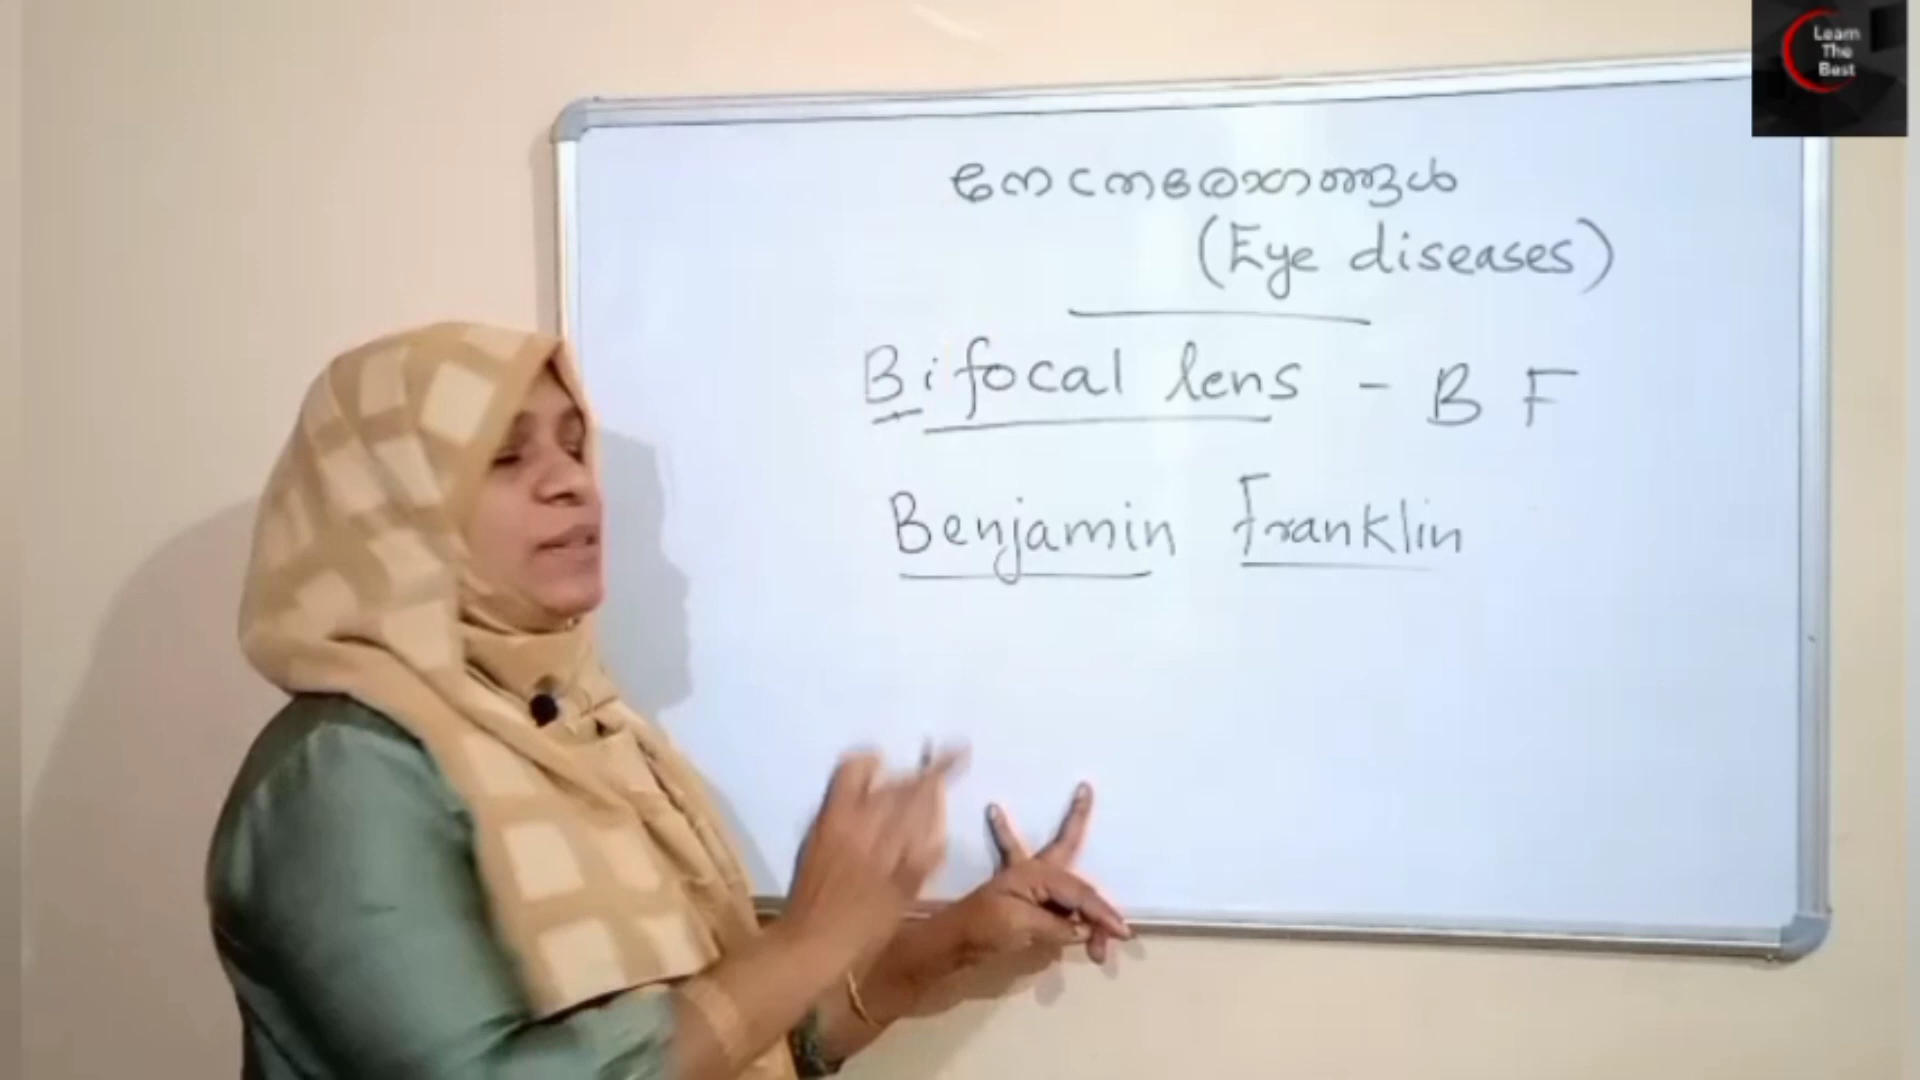 നേത്രരോഗങ്ങൾ
(Eye diseases)
Bifocal lens - B F
Benjamin Franklin
Learn
The
Best